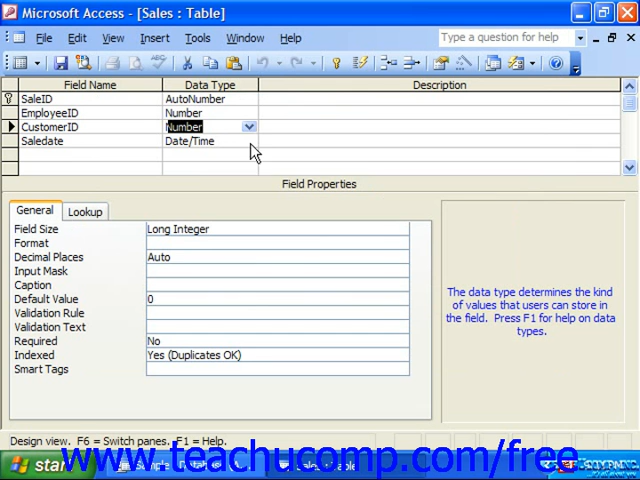 Microsoft Access - [Sales : Table]
File Edit View Insert Tools Window Help
Type a question for help
Field Name Data Type Description
SaleID AutoNumber
EmployeeID Number
CustomerID Number
Saledate Date/Time
Field Properties
General Lookup
Field Size Long Integer
Format
Decimal Places Auto
Input Mask
Caption
Default Value 0
Validation Rule
Validation Text
Required No
Indexed Yes (Duplicates OK)
Smart Tags
The data type determines the kind
of values that users can store in
the field. Press F1 for help on data
types.
Design view. F6 = Switch panes. F1 = Help.
www.teachucomp.com/free
start